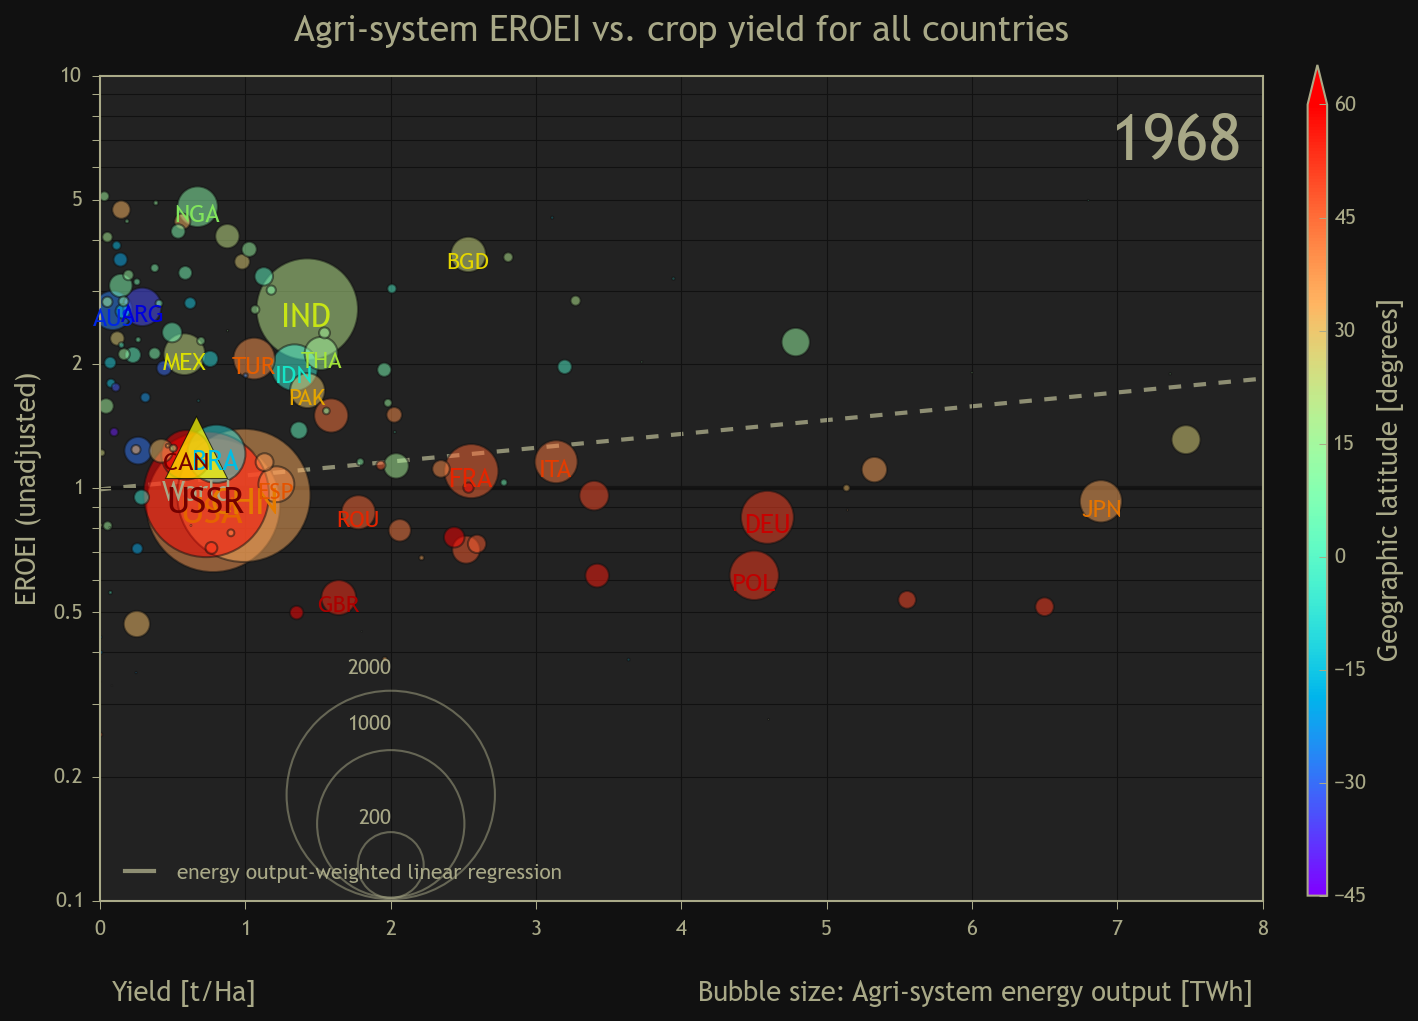 Agri-system EROEI vs. crop yield for all countries
1968
10
5
2
1
0.5
0.2
0.1
EROEI (unadjusted)
NGA
BGD
IND
AUS
ARG
MEX
TUR
IDN
THA
PAK
CAN
BRA
USSR
USA
CHN
ESP
FRA
ITA
ROU
DEU
JPN
POL
GBR
2000
1000
200
energy output-weighted linear regression
0 1 2 3 4 5 6 7 8
Yield [t/Ha]
Bubble size: Agri-system energy output [TWh]
60
45
30
15
0
−15
−30
−45
Geographic latitude [degrees]